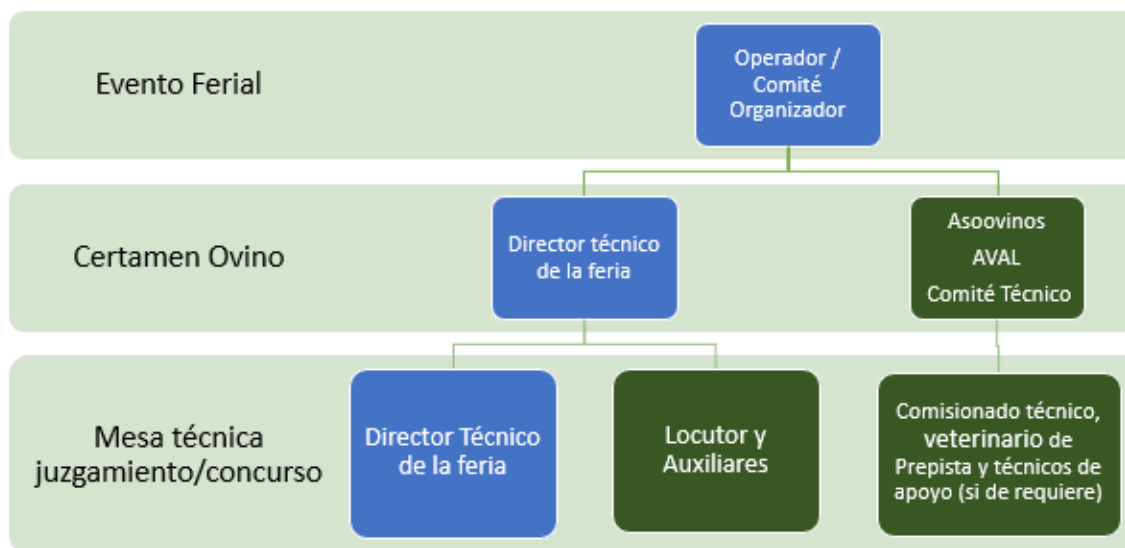 Evento Ferial
Operador /
Comité
Organizador
Certamen Ovino
Director técnico
de la feria
Asoovinos
AVAL
Comité Técnico
Mesa técnica
juzgamiento/concurso
Director Técnico
de la feria
Locutor y
Auxiliares
Comisionado técnico,
veterinario de
Prepista y técnicos de
apoyo (si de requiere)